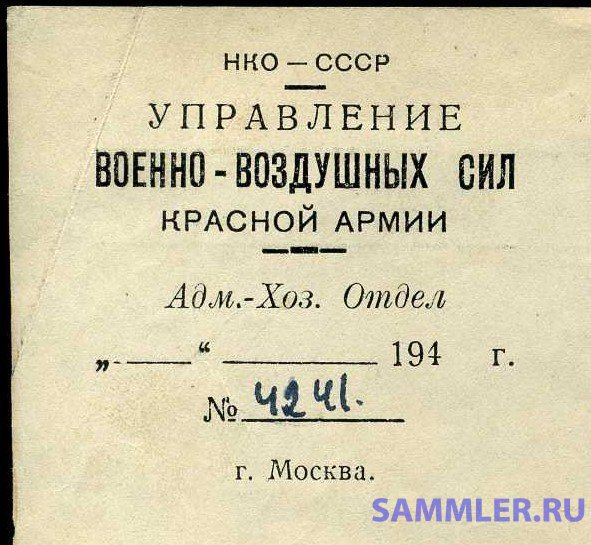 НКО — СССР
УПРАВЛЕНИЕ
ВОЕННО-ВОЗДУШНЫХ СИЛ
КРАСНОЙ АРМИИ
Адм.-Хоз. Отдел
„ “ 194 г.
№ 4241.
г. Москва.
SAMMLER.RU